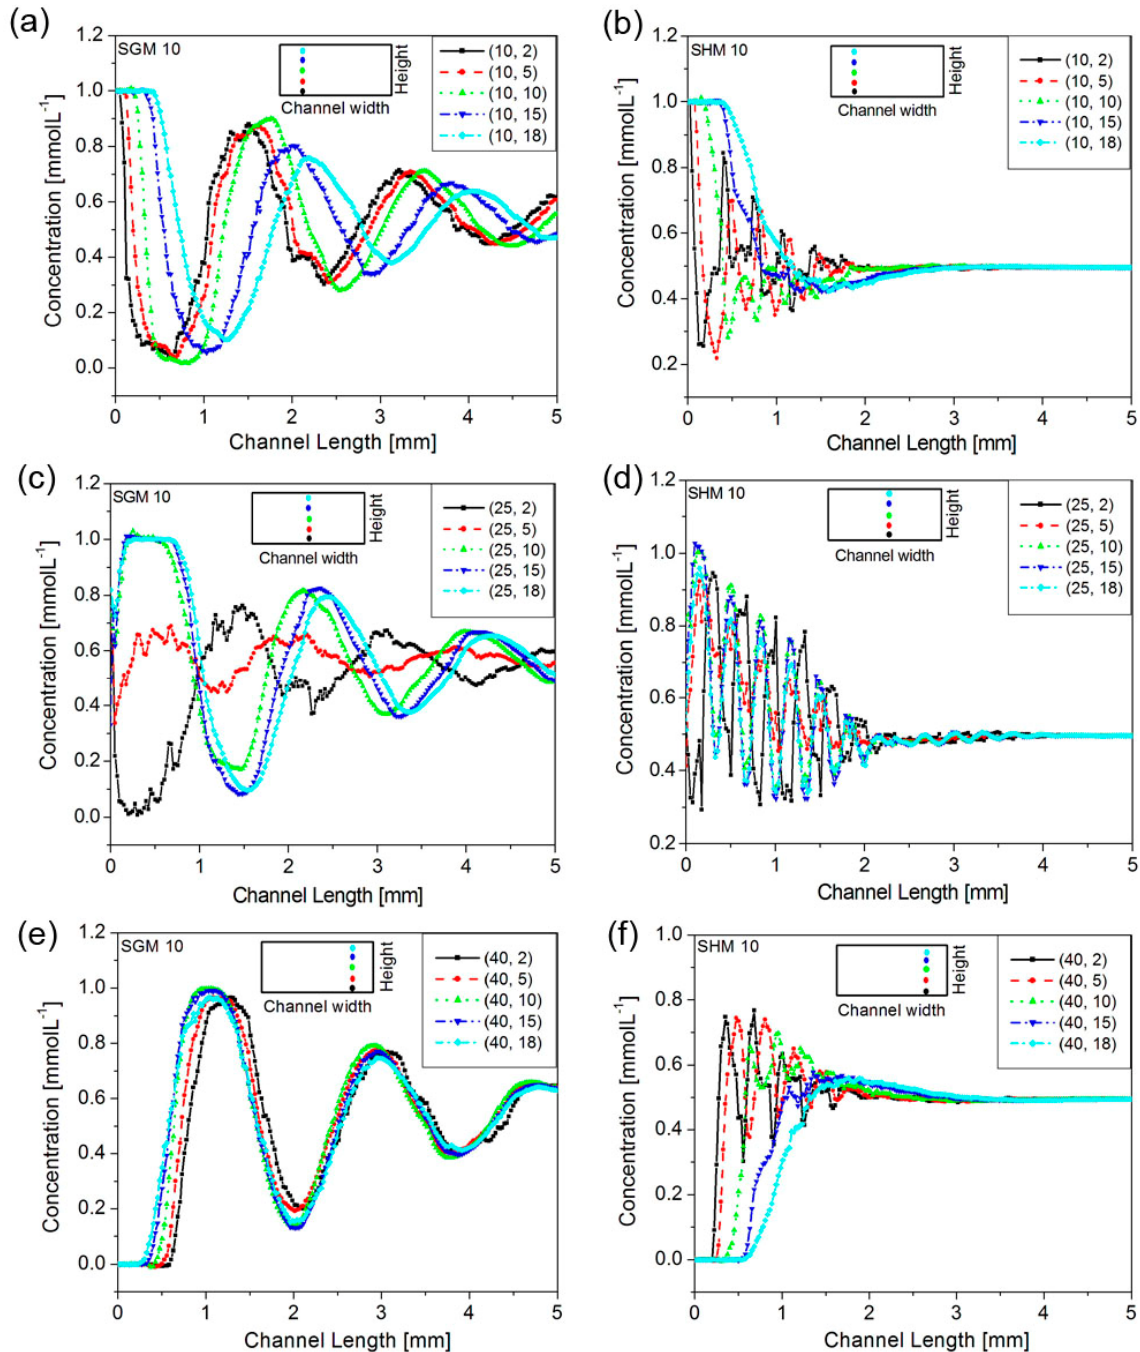 (a)
1.2
1.0
0.8
0.6
0.4
0.2
0.0
Concentration [mmolL⁻¹]
SGM 10
Channel width
Height
(10, 2)
(10, 5)
(10, 10)
(10, 15)
(10, 18)
0 1 2 3 4 5
Channel Length [mm]
(b)
1.2
1.0
0.8
0.6
0.4
0.2
Concentration [mmolL⁻¹]
SHM 10
Channel width
Height
(10, 2)
(10, 5)
(10, 10)
(10, 15)
(10, 18)
0 1 2 3 4 5
Channel Length [mm]
(c)
1.2
1.0
0.8
0.6
0.4
0.2
0.0
Concentration [mmolL⁻¹]
SGM 10
Channel width
Height
(25, 2)
(25, 5)
(25, 10)
(25, 15)
(25, 18)
0 1 2 3 4 5
Channel Length [mm]
(d)
1.2
1.0
0.8
0.6
0.4
0.2
Concentration [mmolL⁻¹]
SHM 10
Channel width
Height
(25, 2)
(25, 5)
(25, 10)
(25, 15)
(25, 18)
0 1 2 3 4 5
Channel Length [mm]
(e)
1.2
1.0
0.8
0.6
0.4
0.2
0.0
Concentration [mmolL⁻¹]
SGM 10
Channel width
Height
(40, 2)
(40, 5)
(40, 10)
(40, 15)
(40, 18)
0 1 2 3 4 5
Channel Length [mm]
(f)
1.0
0.8
0.6
0.4
0.2
0.0
Concentration [mmolL⁻¹]
SHM 10
Channel width
Height
(40, 2)
(40, 5)
(40, 10)
(40, 15)
(40, 18)
0 1 2 3 4 5
Channel Length [mm]